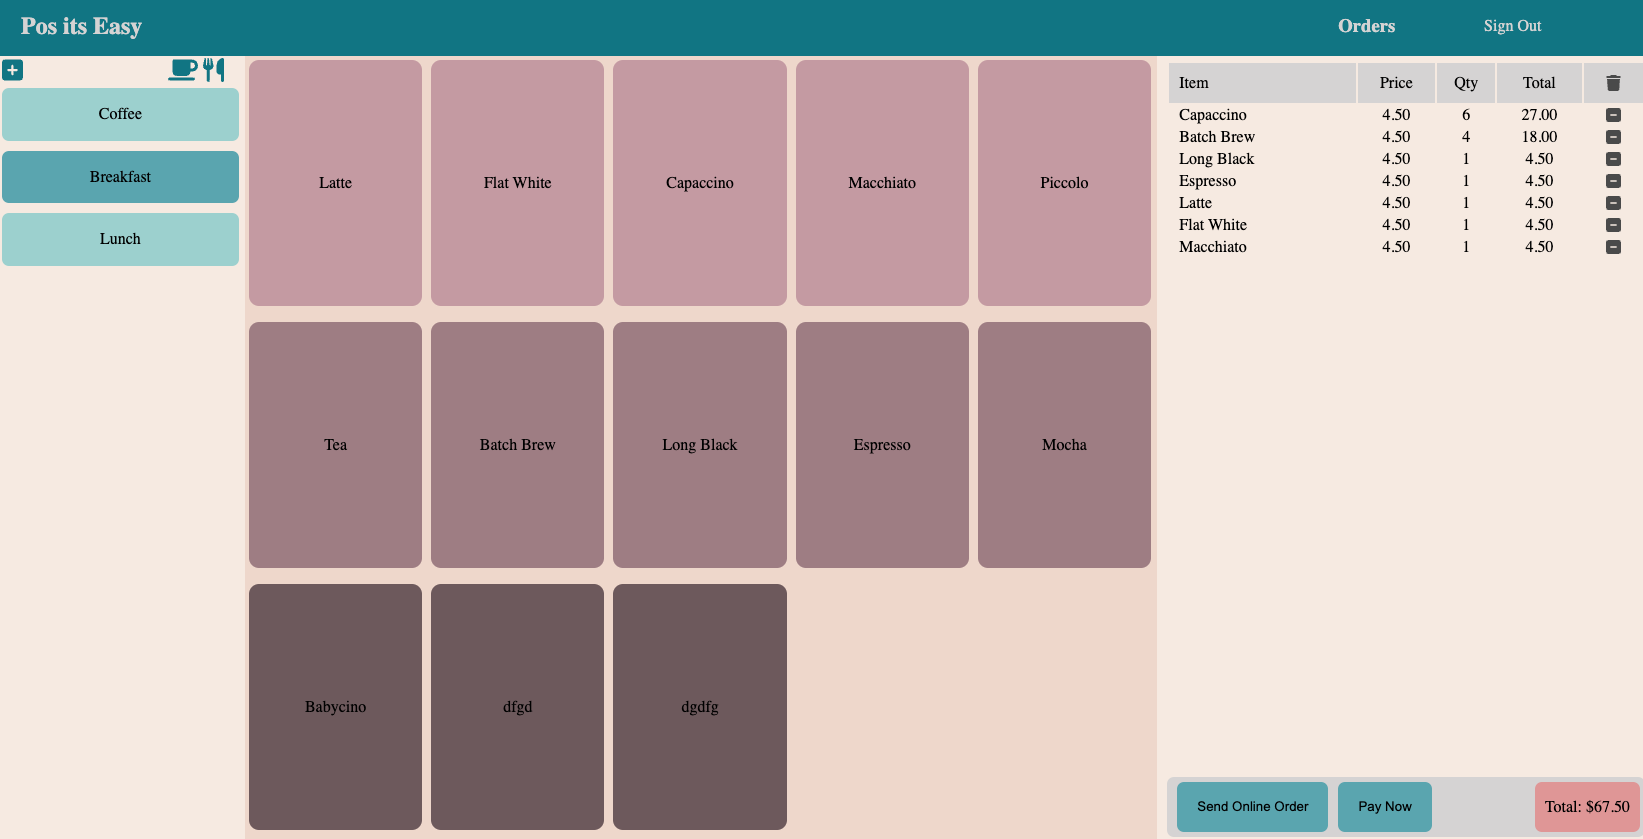 Pos its Easy
Orders
Sign Out
Coffee
Breakfast
Lunch
Latte
Flat White
Capaccino
Macchiato
Piccolo
Tea
Batch Brew
Long Black
Espresso
Mocha
Babycino
dfgd
dgdfg
Item Price Qty Total
Capaccino 4.50 6 27.00
Batch Brew 4.50 4 18.00
Long Black 4.50 1 4.50
Espresso 4.50 1 4.50
Latte 4.50 1 4.50
Flat White 4.50 1 4.50
Macchiato 4.50 1 4.50
Send Online Order
Pay Now
Total: $67.50